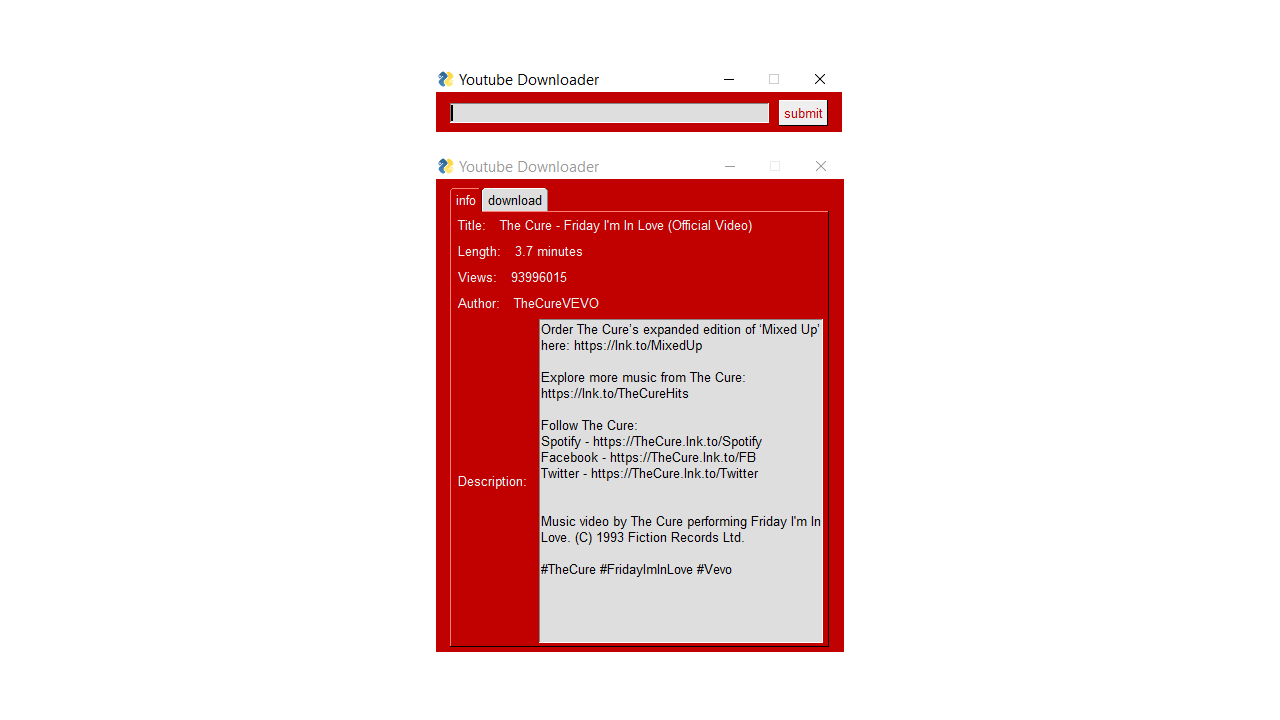 Youtube Downloader
submit
Youtube Downloader
info download
Title: The Cure - Friday I'm In Love (Official Video)
Length: 3.7 minutes
Views: 93996015
Author: TheCureVEVO
Description:
Order The Cure’s expanded edition of ‘Mixed Up’
here: https://lnk.to/MixedUp
Explore more music from The Cure:
https://lnk.to/TheCureHits
Follow The Cure:
Spotify - https://TheCure.lnk.to/Spotify
Facebook - https://TheCure.lnk.to/FB
Twitter - https://TheCure.lnk.to/Twitter
Music video by The Cure performing Friday I'm In
Love. (C) 1993 Fiction Records Ltd.
#TheCure #FridayImInLove #Vevo